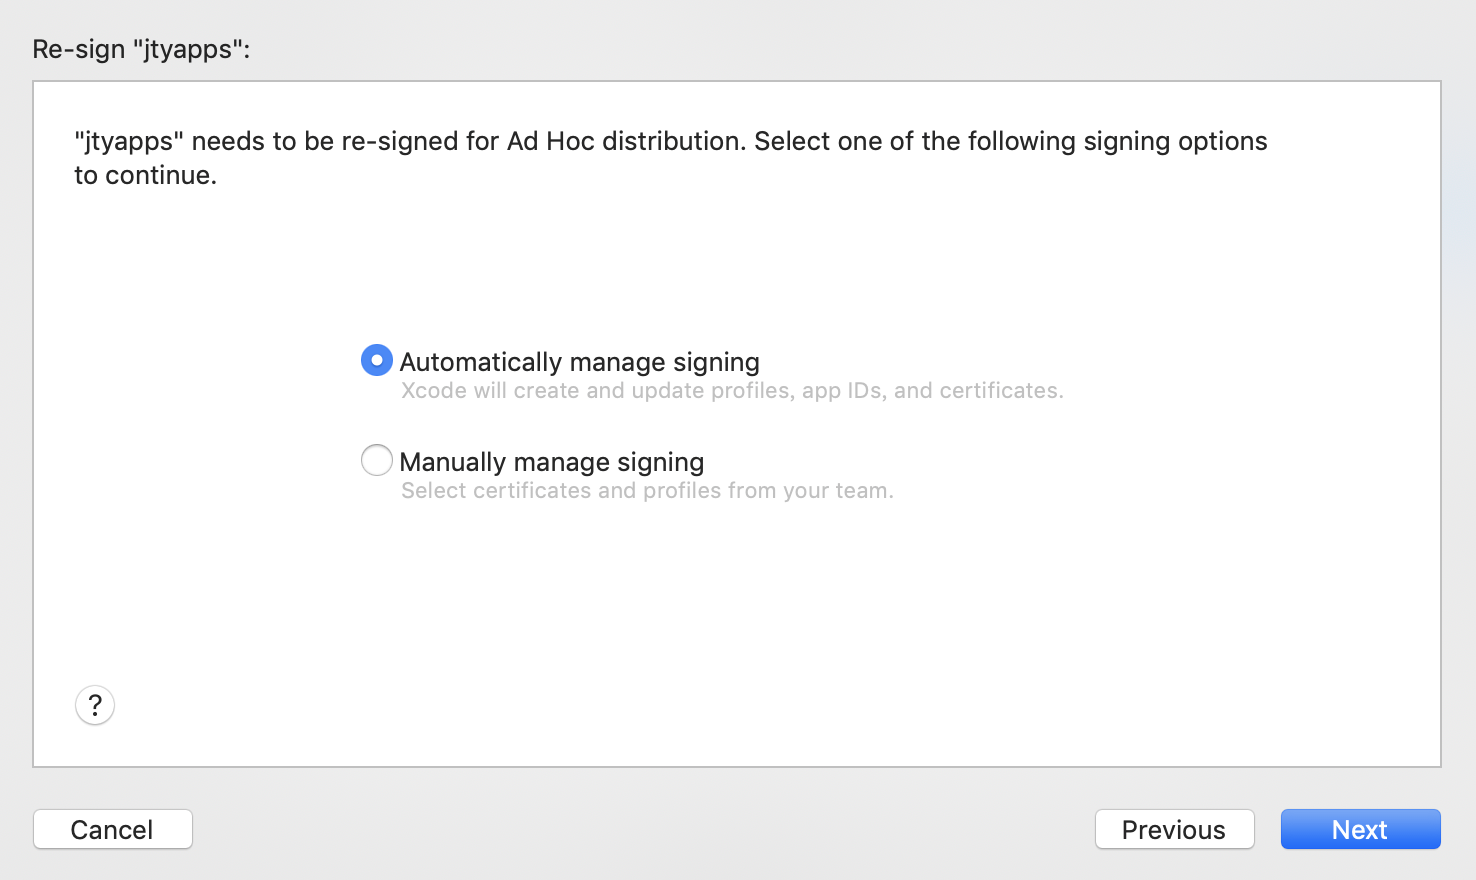 Re-sign "jtyapps":
"jtyapps" needs to be re-signed for Ad Hoc distribution. Select one of the following signing options
to continue.
Automatically manage signing
Xcode will create and update profiles, app IDs, and certificates.
Manually manage signing
Select certificates and profiles from your team.
?
Cancel
Previous
Next